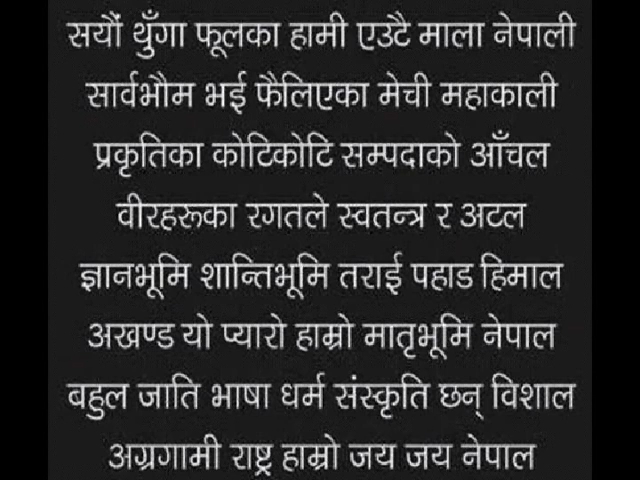 सयौं थुँगा फूलका हामी एउटै माला नेपाली
सार्वभौम भई फैलिएका मेची महाकाली
प्रकृतिका कोटिकोटि सम्पदाको आँचल
वीरहरूका रगतले स्वतन्त्र र अटल
ज्ञानभूमि शान्तिभूमि तराई पहाड हिमाल
अखण्ड यो प्यारो हाम्रो मातृभूमि नेपाल
बहुल जाति भाषा धर्म संस्कृति छन् विशाल
अग्रगामी राष्ट्र हाम्रो जय जय नेपाल